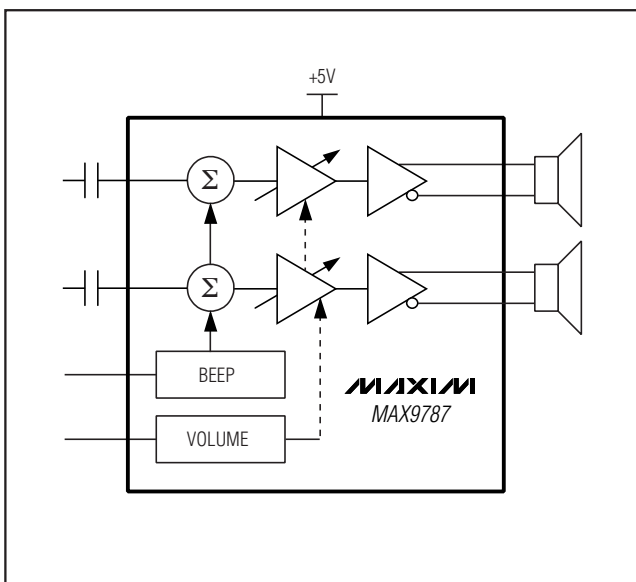 +5V
Σ
Σ
BEEP
MAXIM
MAX9787
VOLUME